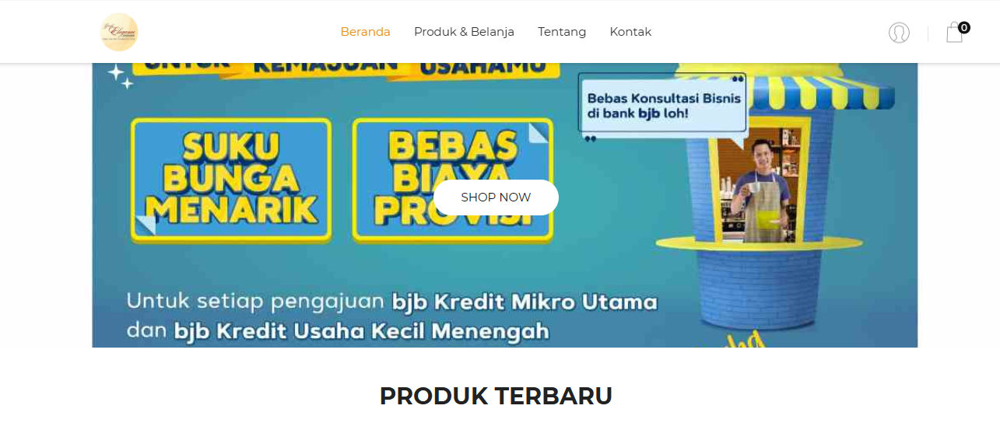 Elegance
Beranda
Produk & Belanja
Tentang
Kontak
0
UNTUK KEMAJUAN USAHAMU
Bebas Konsultasi Bisnis
di bank bjb loh!
SUKU
BUNGA
MENARIK
BEBAS
BIAYA
PROVISI
SHOP NOW
Untuk setiap pengajuan bjb Kredit Mikro Utama
dan bjb Kredit Usaha Kecil Menengah
PRODUK TERBARU